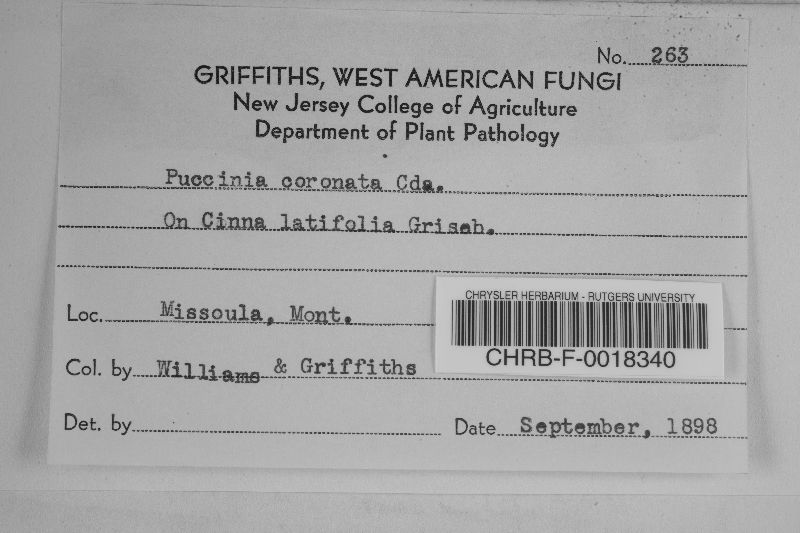 No. 263
GRIFFITHS, WEST AMERICAN FUNGI
New Jersey College of Agriculture
Department of Plant Pathology
Puccinia coronata Cda.
On Cinna latifolia Griseh.
Loc. Missoula, Mont.
CHRYSLER HERBARIUM - RUTGERS UNIVERSITY
CHRB-F-0018340
Col. by Williams & Griffiths
Det. by
Date September, 1898